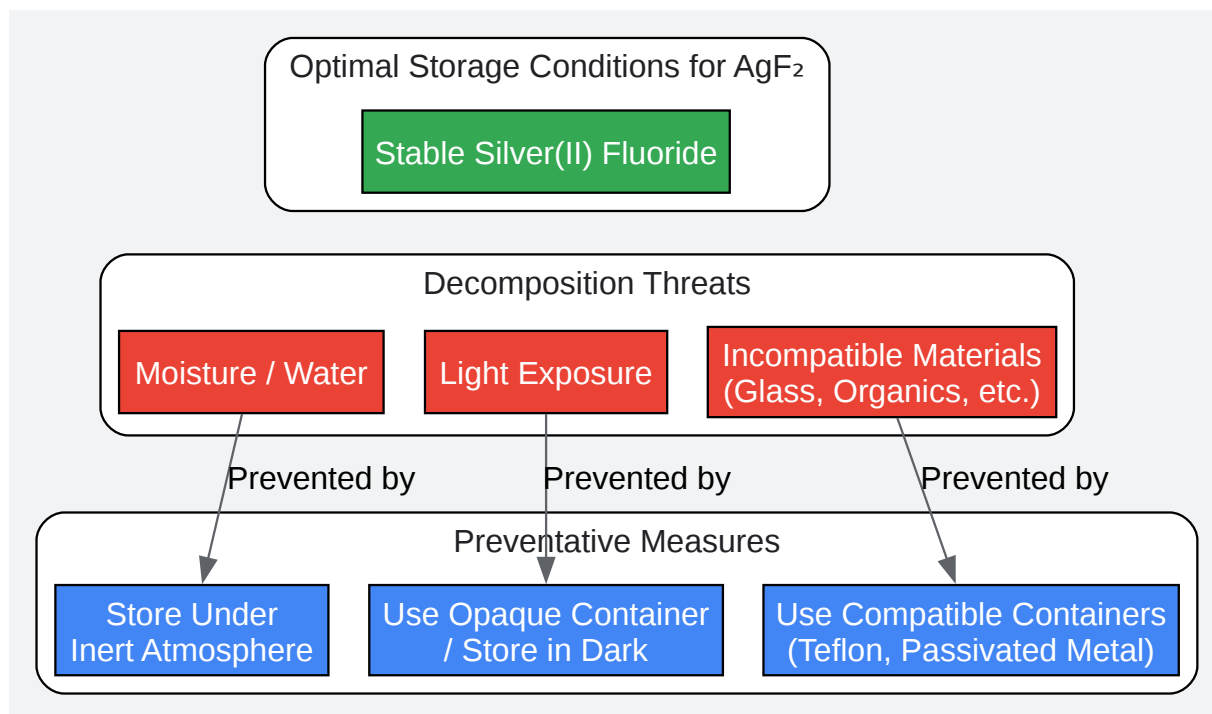 Optimal Storage Conditions for AgF₂
Stable Silver(II) Fluoride
Decomposition Threats
Moisture / Water
Light Exposure
Incompatible Materials
(Glass, Organics, etc.)
Prevented by
Prevented by
Prevented by
Preventative Measures
Store Under
Inert Atmosphere
Use Opaque Container
/ Store in Dark
Use Compatible Containers
(Teflon, Passivated Metal)